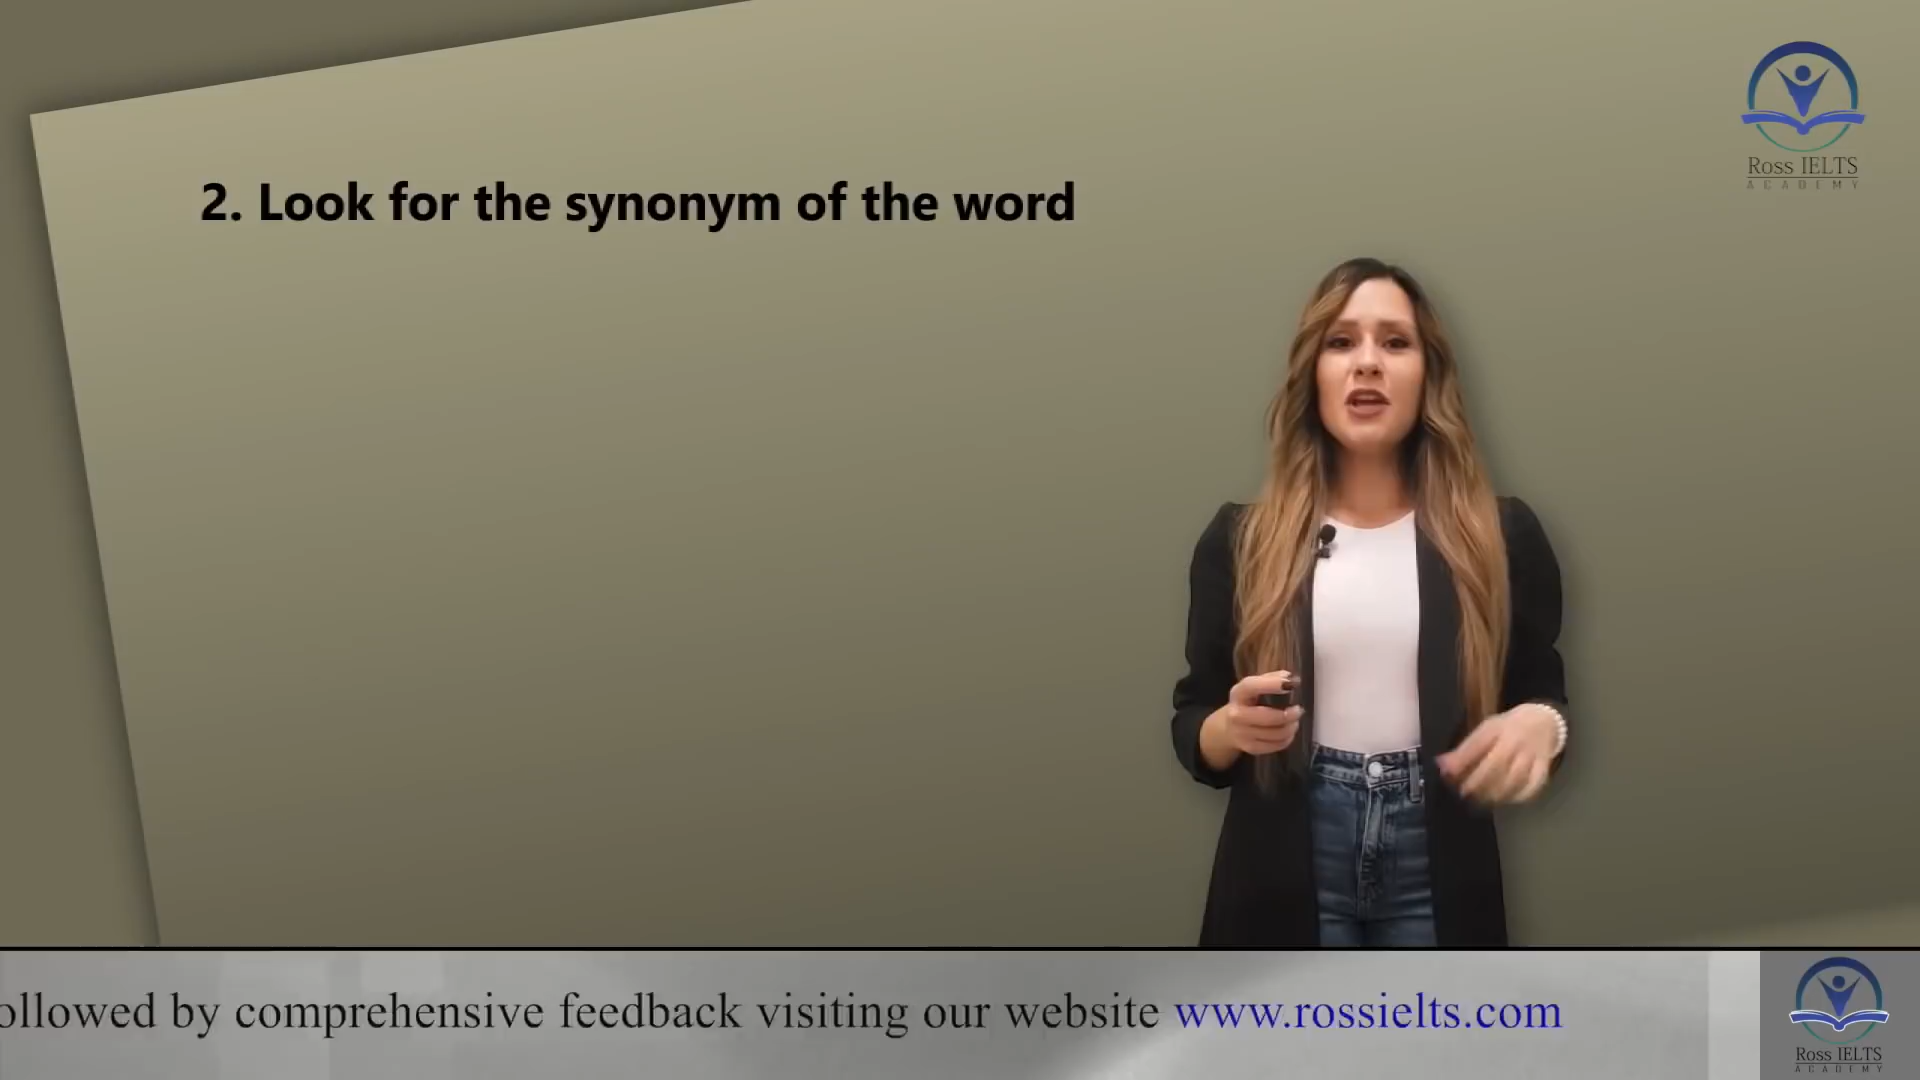 Ross IELTS
ACADEMY
2. Look for the synonym of the word
ollowed by comprehensive feedback visiting our website www.rossielts.com
Ross IELTS
ACADEMY